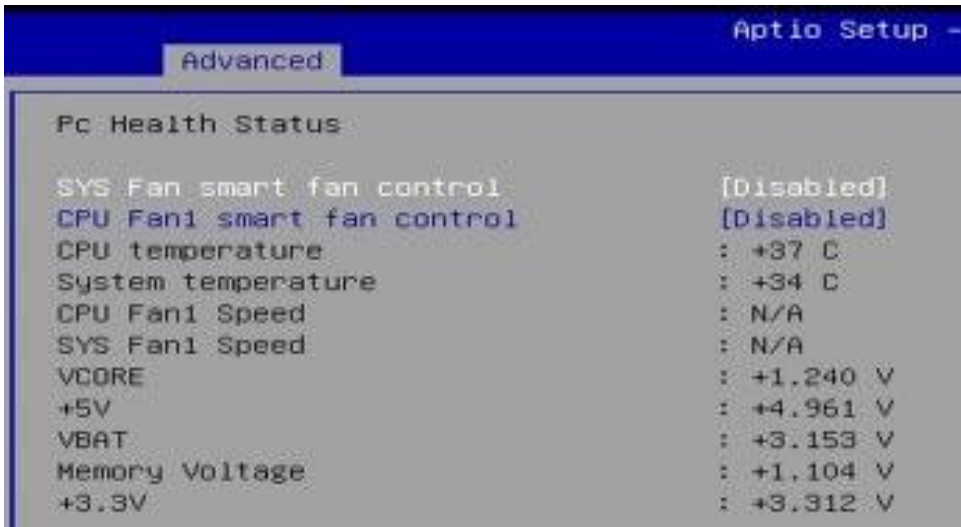 Aptio Setup -
Advanced
Pc Health Status
SYS Fan smart fan control [Disabled]
CPU Fan1 smart fan control [Disabled]
CPU temperature : +37 C
System temperature : +34 C
CPU Fan1 Speed : N/A
SYS Fan1 Speed : N/A
VCORE : +1.240 V
+5V : +4.961 V
VBAT : +3.153 V
Memory Voltage : +1.104 V
+3.3V : +3.312 V